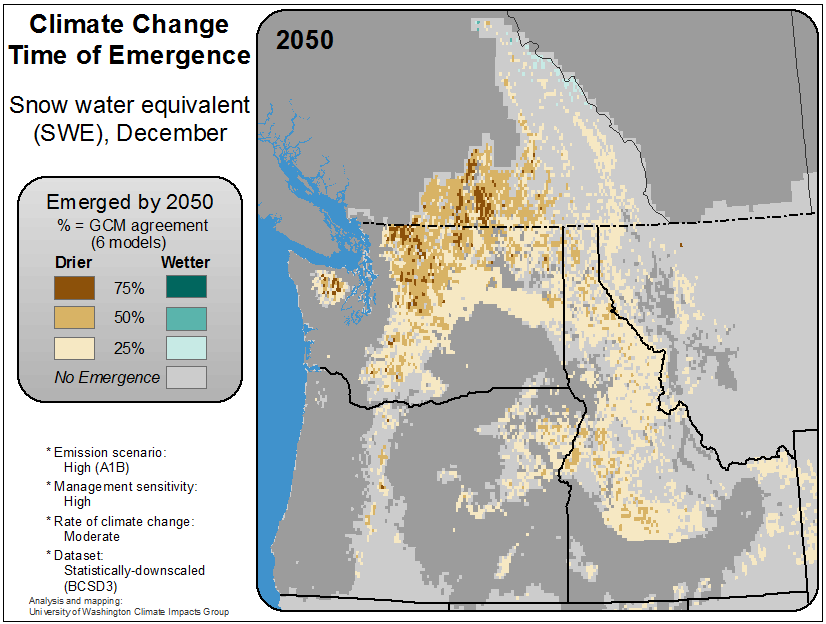 Climate Change
Time of Emergence
Snow water equivalent
(SWE), December
Emerged by 2050
% = GCM agreement
(6 models)
Drier Wetter
75%
50%
25%
No Emergence
* Emission scenario:
High (A1B)
* Management sensitivity:
High
* Rate of climate change:
Moderate
* Dataset:
Statistically-downscaled
(BCSD3)
Analysis and mapping:
University of Washington Climate Impacts Group
2050